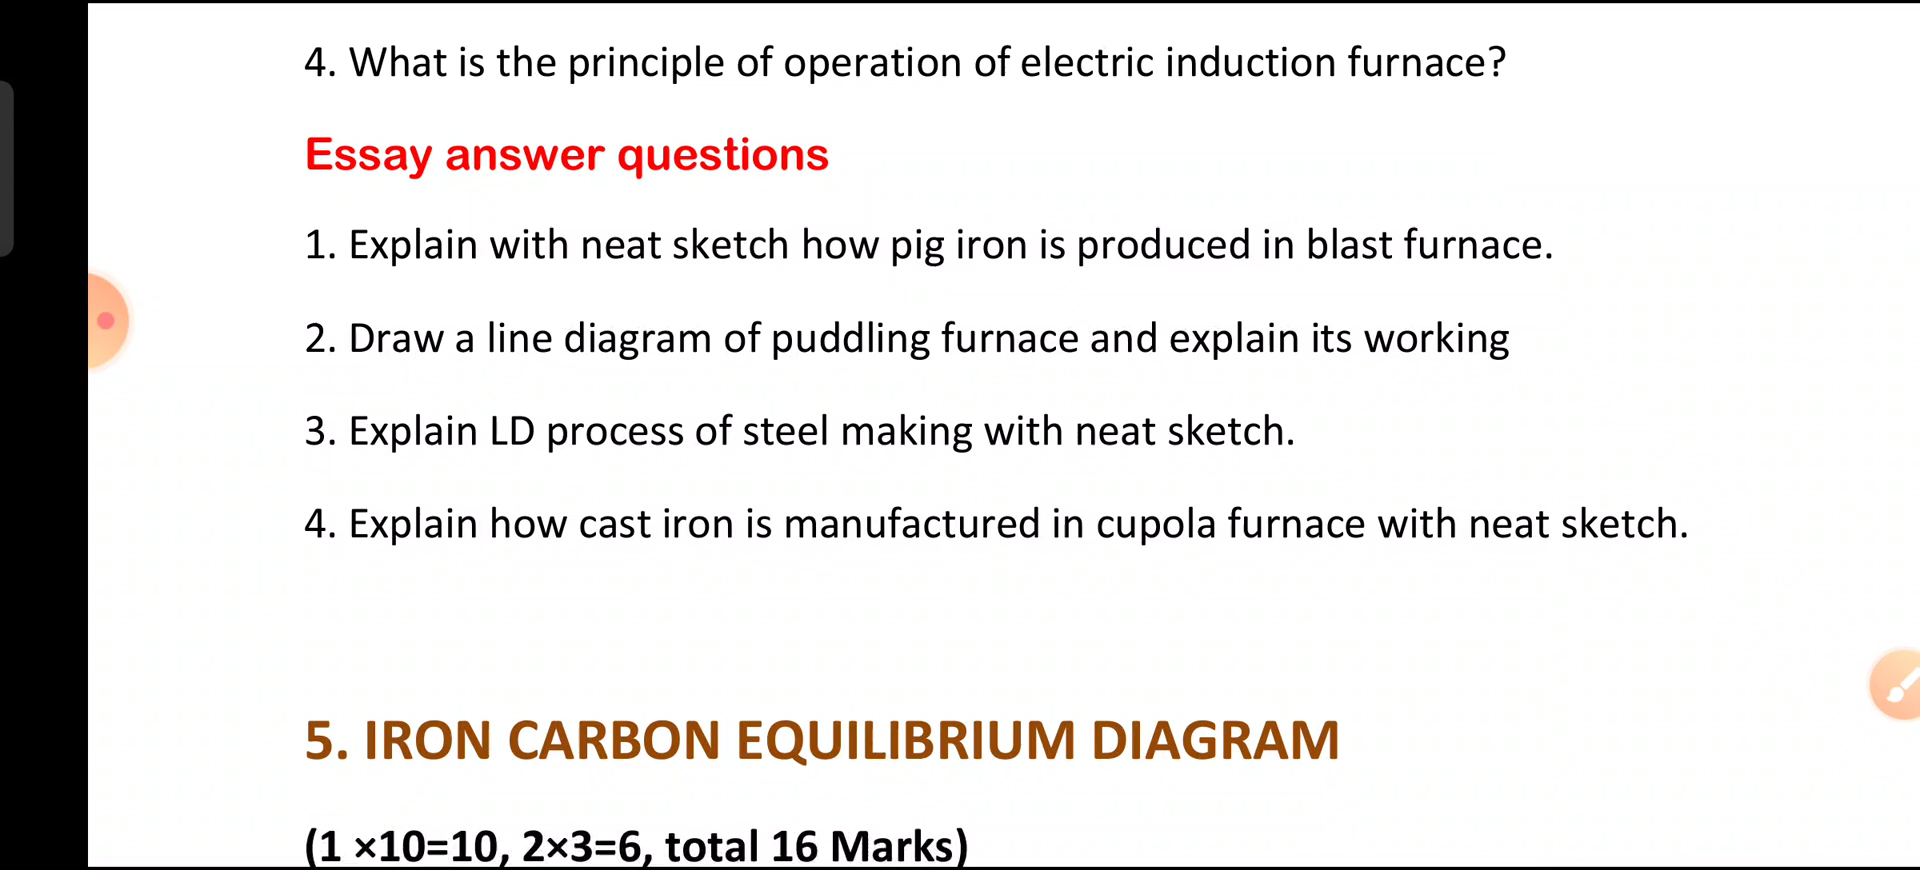 4. What is the principle of operation of electric induction furnace?
Essay answer questions
1. Explain with neat sketch how pig iron is produced in blast furnace.
2. Draw a line diagram of puddling furnace and explain its working
3. Explain LD process of steel making with neat sketch.
4. Explain how cast iron is manufactured in cupola furnace with neat sketch.
5. IRON CARBON EQUILIBRIUM DIAGRAM
(1 ×10=10, 2×3=6, total 16 Marks)